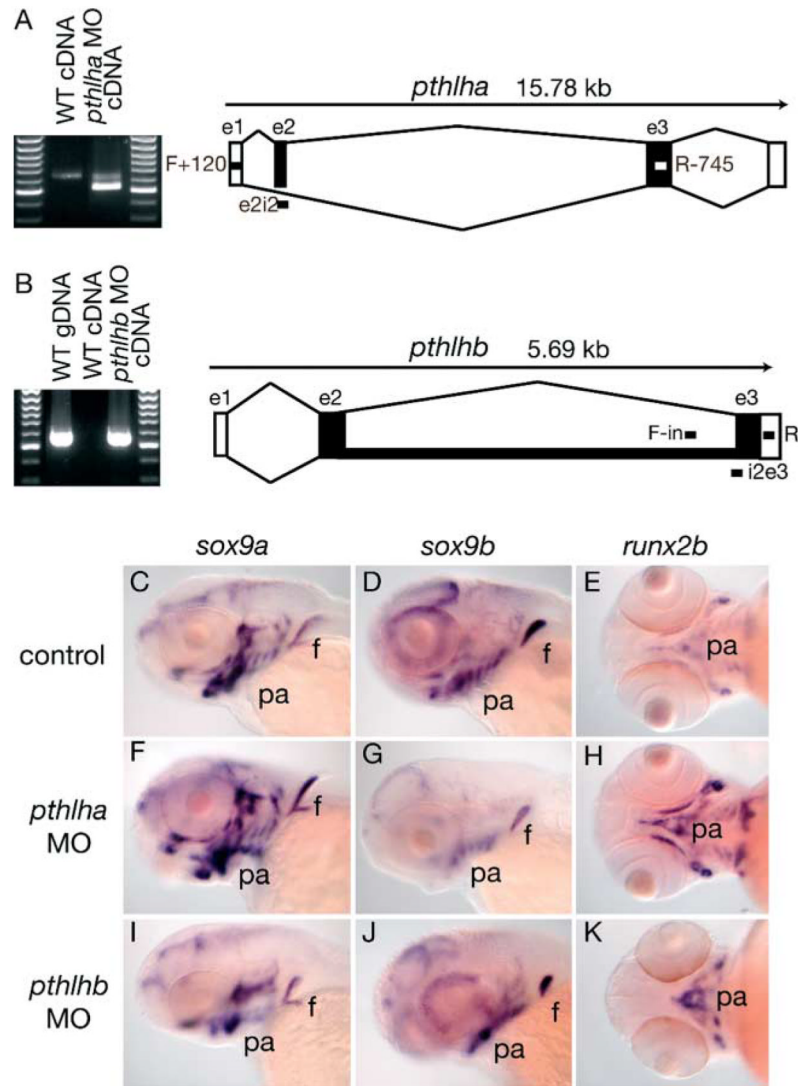 A
WT cDNA
pthlha MO
cDNA
pthlha 15.78 kb
e1
e2
e3
F+120
R-745
e2i2
B
WT gDNA
WT cDNA
pthlhb MO
cDNA
pthlhb 5.69 kb
e1
e2
e3
F-in
R
i2e3
sox9a
sox9b
runx2b
control
C
f
pa
D
f
pa
E
pa
pthlha
MO
F
f
pa
G
f
pa
H
pa
pthlhb
MO
I
f
pa
J
f
pa
K
pa